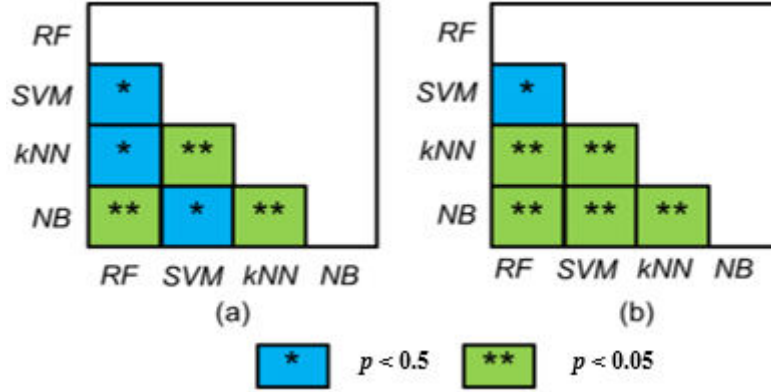 RF RF
SVM * SVM *
kNN * ** kNN ** **
NB ** * ** NB ** ** **
RF SVM kNN NB RF SVM kNN NB
(a) (b)
* p < 0.5 ** p < 0.05